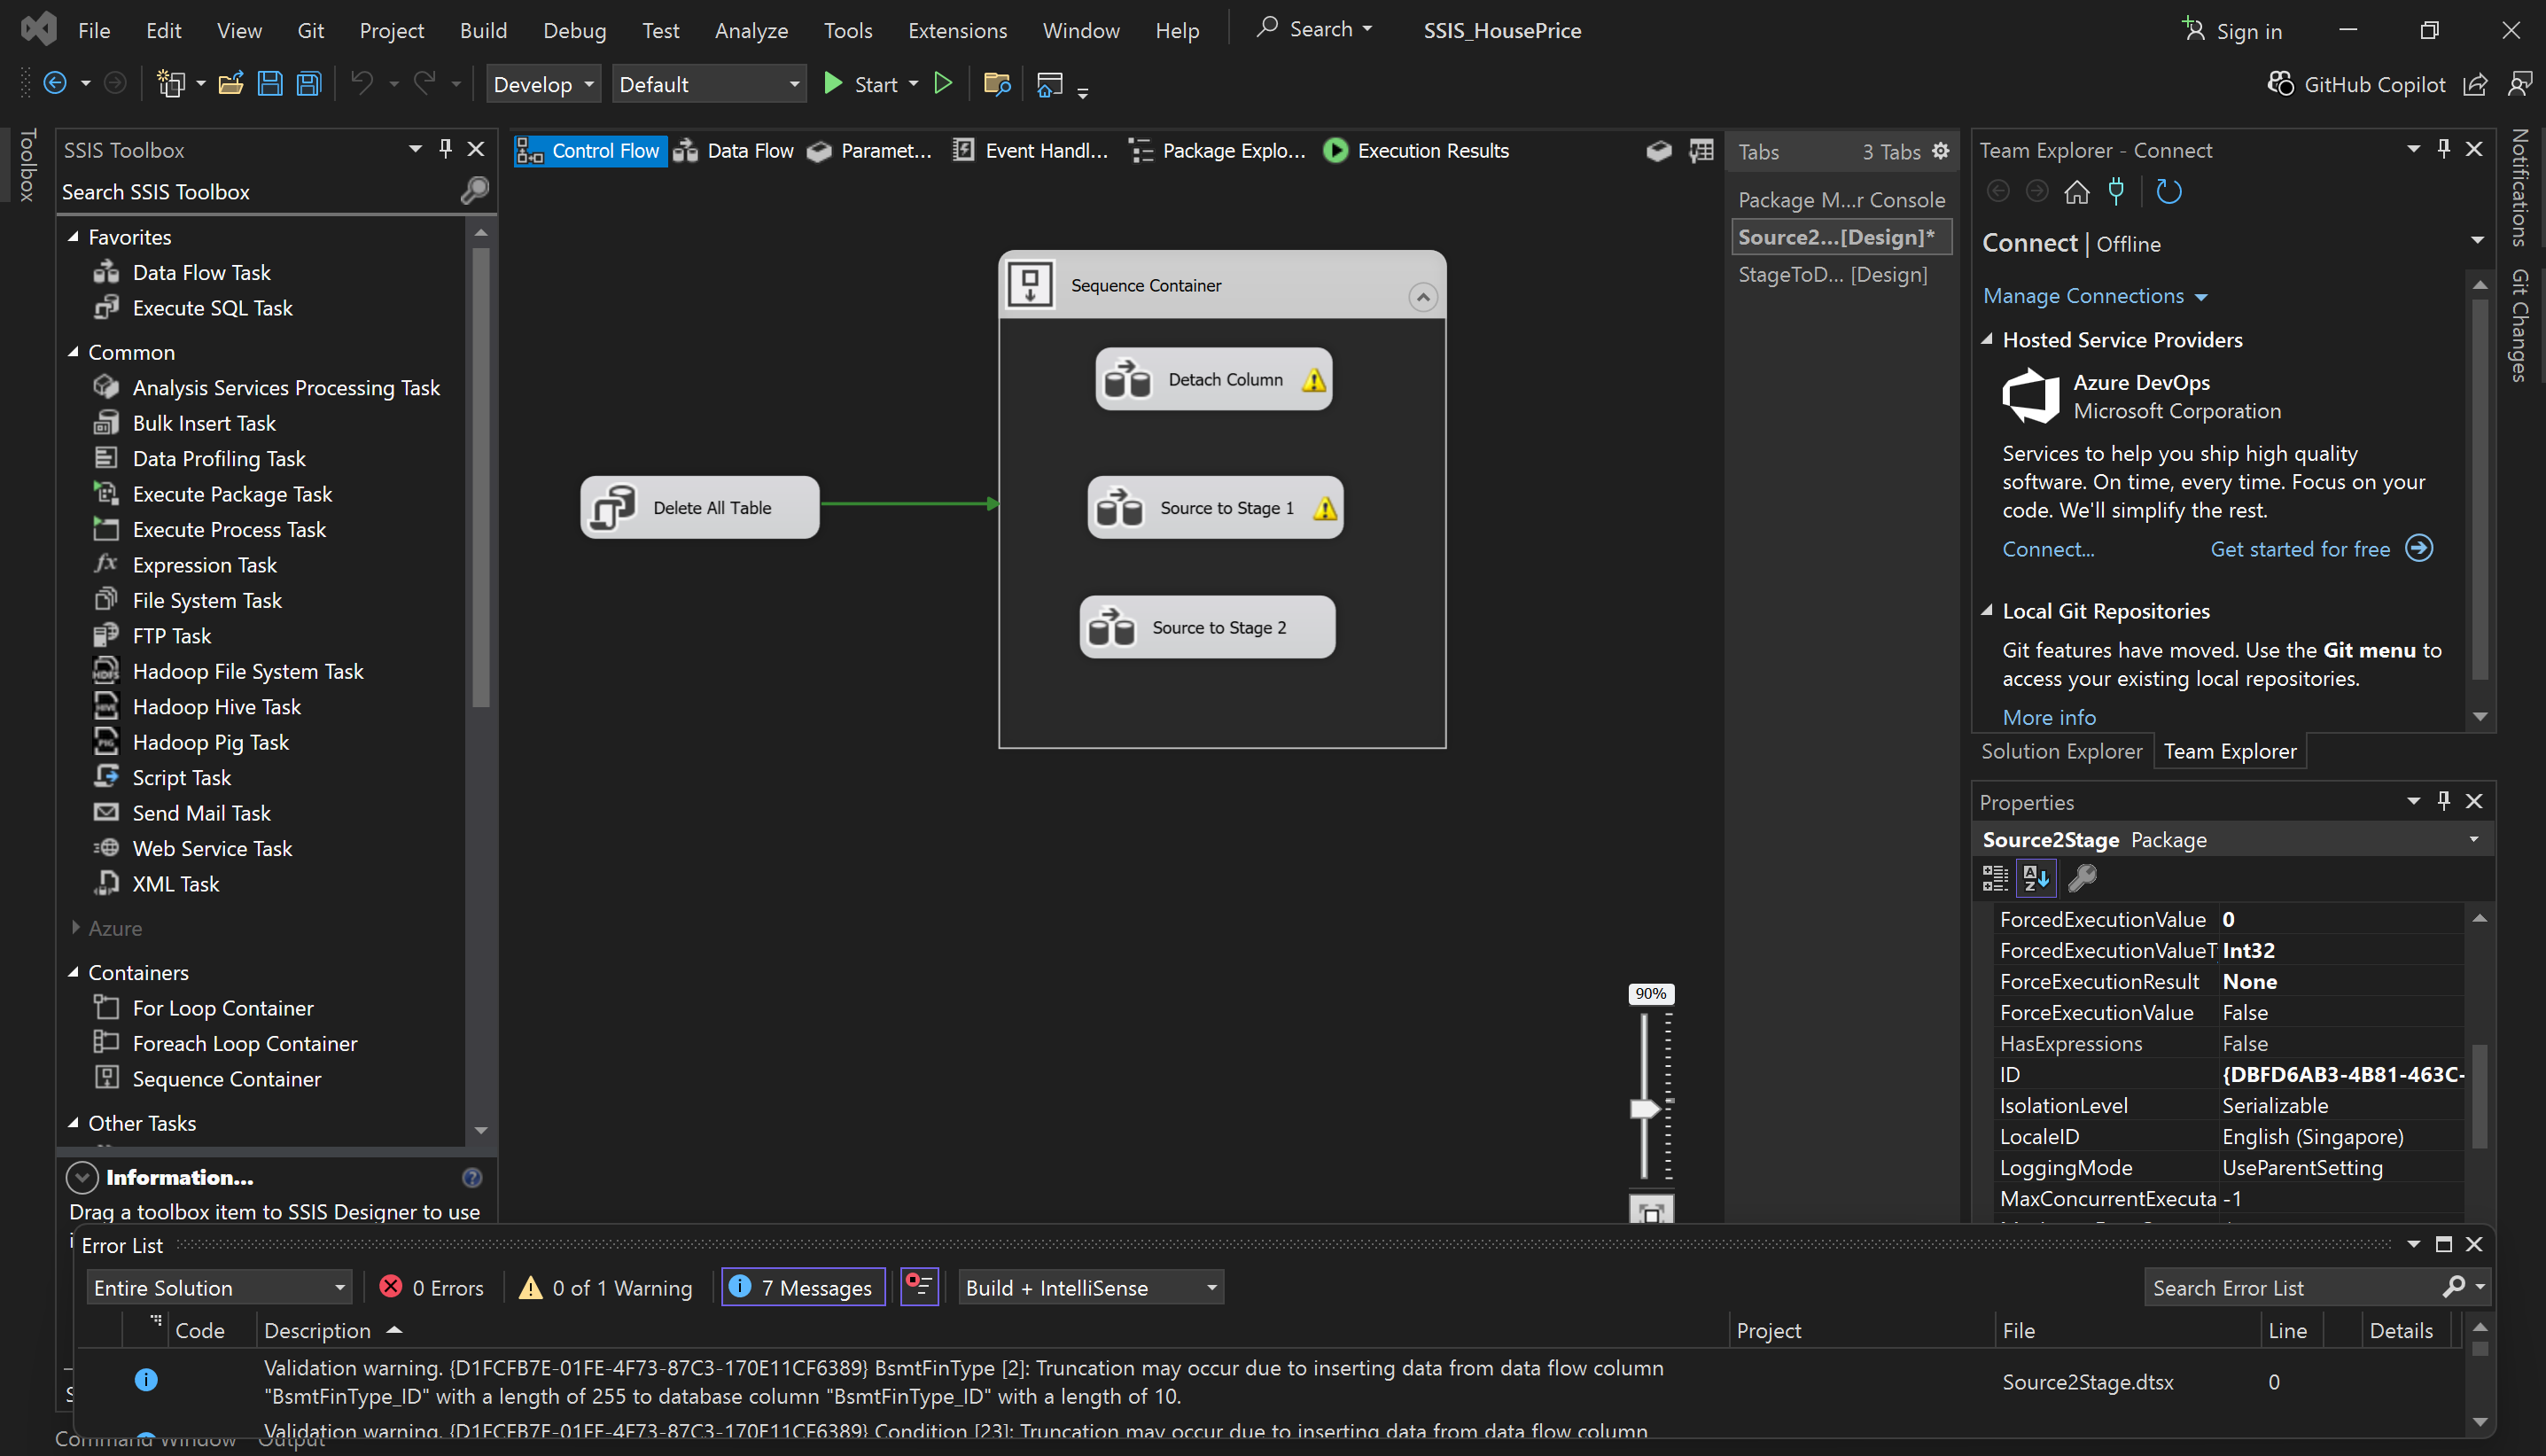 File Edit View Git Project Build Debug Test Analyze Tools Extensions Window Help Search SSIS_HousePrice Sign in
Develop Default Start GitHub Copilot
Toolbox
SSIS Toolbox
Search SSIS Toolbox
Favorites
Data Flow Task
Execute SQL Task
Common
Analysis Services Processing Task
Bulk Insert Task
Data Profiling Task
Execute Package Task
Execute Process Task
fx Expression Task
File System Task
FTP Task
HDFS Hadoop File System Task
HIVE Hadoop Hive Task
PIG Hadoop Pig Task
Script Task
Send Mail Task
Web Service Task
XML Task
Azure
Containers
For Loop Container
Foreach Loop Container
Sequence Container
Other Tasks
Information...
Drag a toolbox item to SSIS Designer to use
Control Flow Data Flow Paramet... Event Handl... Package Explo... Execution Results
Sequence Container
Detach Column
Delete All Table
Source to Stage 1
Source to Stage 2
90%
Tabs 3 Tabs
Package M...r Console
Source2...[Design]*
StageToD... [Design]
Team Explorer - Connect
Connect | Offline
Manage Connections
Hosted Service Providers
Azure DevOps
Microsoft Corporation
Services to help you ship high quality
software. On time, every time. Focus on your
code. We'll simplify the rest.
Connect... Get started for free
Local Git Repositories
Git features have moved. Use the Git menu to
access your existing local repositories.
More info
Solution Explorer Team Explorer
Notifications
Git Changes
Properties
Source2Stage Package
ForcedExecutionValue 0
ForcedExecutionValueT Int32
ForceExecutionResult None
ForceExecutionValue False
HasExpressions False
ID {DBFD6AB3-4B81-463C-
IsolationLevel Serializable
LocaleID English (Singapore)
LoggingMode UseParentSetting
MaxConcurrentExecuta -1
Error List
Entire Solution 0 Errors 0 of 1 Warning 7 Messages Build + IntelliSense Search Error List
Code Description Project File Line Details
Validation warning. {D1FCFB7E-01FE-4F73-87C3-170E11CF6389} BsmtFinType [2]: Truncation may occur due to inserting data from data flow column
"BsmtFinType_ID" with a length of 255 to database column "BsmtFinType_ID" with a length of 10.
Source2Stage.dtsx 0
Validation warning. {D1FCFB7E-01FE-4F73-87C3-170E11CF6389} Condition [23]: Truncation may occur due to inserting data from data flow column
Command Window Output